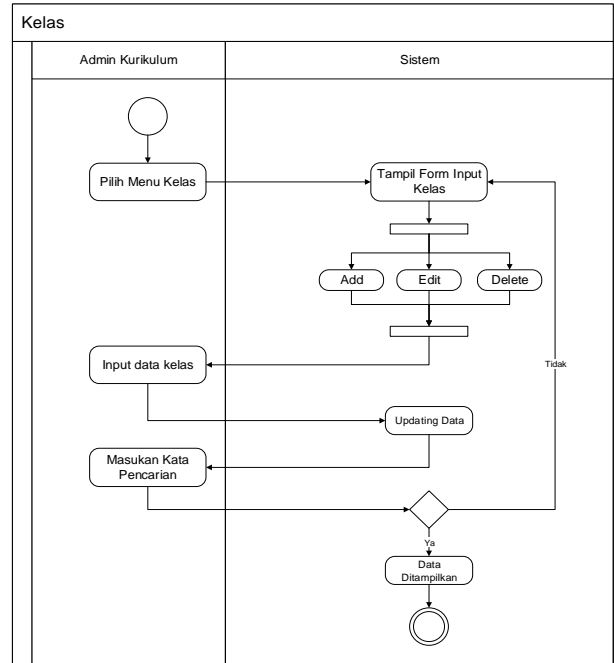 Kelas
Admin Kurikulum
Sistem
Pilih Menu Kelas
Tampil Form Input
Kelas
Add
Edit
Delete
Input data kelas
Tidak
Updating Data
Masukan Kata
Pencarian
Ya
Data
Ditampilkan